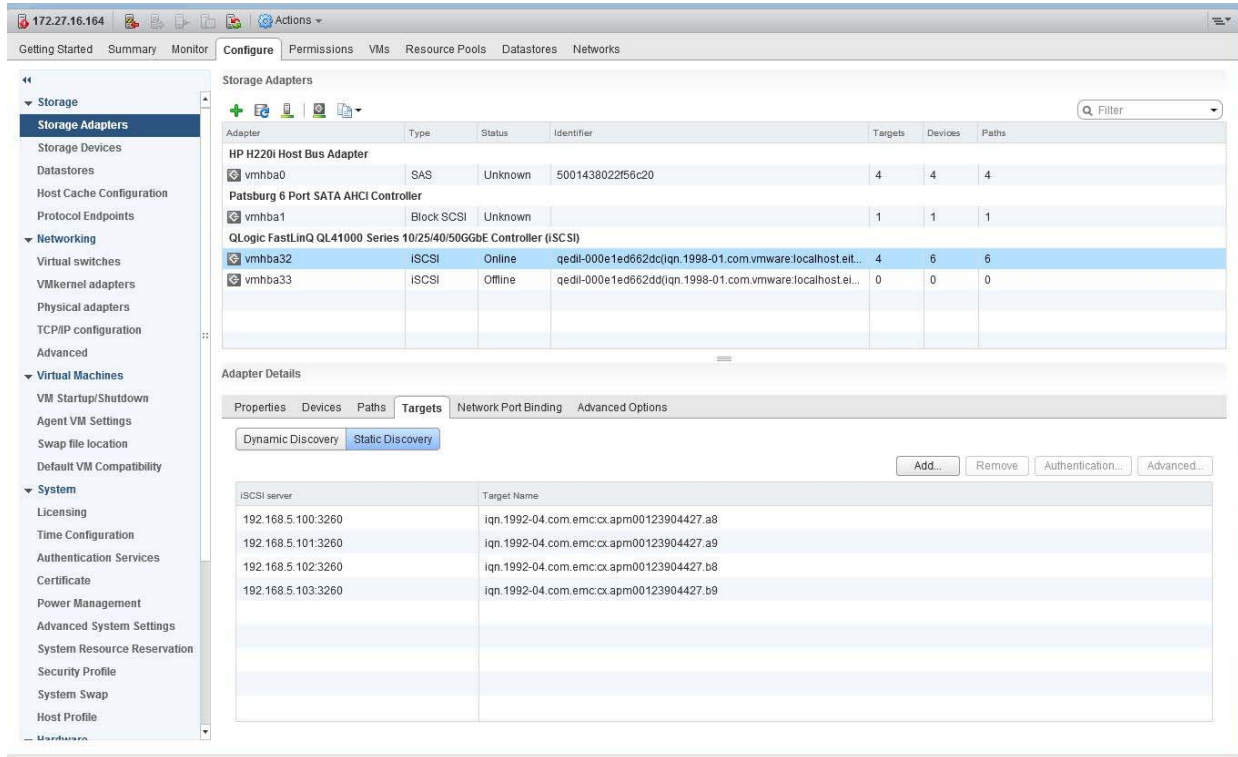 172.27.16.164 Actions
Getting Started Summary Monitor Configure Permissions VMs Resource Pools Datastores Networks
Storage
Storage Adapters
Storage Devices
Datastores
Host Cache Configuration
Protocol Endpoints
Networking
Virtual switches
VMkernel adapters
Physical adapters
TCP/IP configuration
Advanced
Virtual Machines
VM Startup/Shutdown
Agent VM Settings
Swap file location
Default VM Compatibility
System
Licensing
Time Configuration
Authentication Services
Certificate
Power Management
Advanced System Settings
System Resource Reservation
Security Profile
System Swap
Host Profile
Hardware
Storage Adapters
Filter
Adapter Type Status Identifier Targets Devices Paths
HP H220i Host Bus Adapter
vmhba0 SAS Unknown 5001438022f56c20 4 4 4
Patsburg 6 Port SATA AHCI Controller
vmhba1 Block SCSI Unknown 1 1 1
QLogic FastLinQ QL41000 Series 10/25/40/50GGbE Controller (iSCSI)
vmhba32 iSCSI Online qedil-000e1ed662dc(iqn.1998-01.com.vmware:localhost.eit... 4 6 6
vmhba33 iSCSI Offline qedil-000e1ed662dd(iqn.1998-01.com.vmware:localhost.ei... 0 0 0
Adapter Details
Properties Devices Paths Targets Network Port Binding Advanced Options
Dynamic Discovery Static Discovery
Add... Remove Authentication... Advanced...
iSCSI server Target Name
192.168.5.100:3260 iqn.1992-04.com.emc:cx.apm00123904427.a8
192.168.5.101:3260 iqn.1992-04.com.emc:cx.apm00123904427.a9
192.168.5.102:3260 iqn.1992-04.com.emc:cx.apm00123904427.b8
192.168.5.103:3260 iqn.1992-04.com.emc:cx.apm00123904427.b9